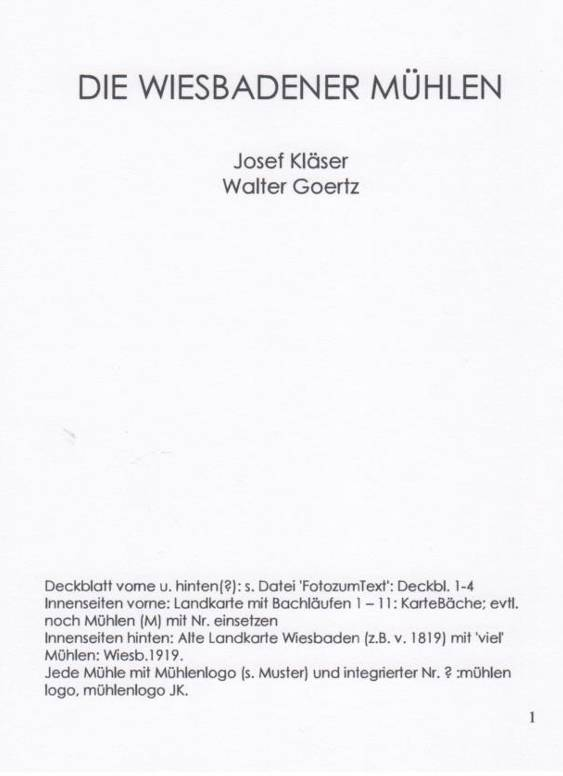 DIE WIESBADENER MÜHLEN
Josef Kläser
Walter Goertz
Deckblatt vorne u. hinten(?): s. Datei 'FotozumText': Deckbl. 1-4
Innenseiten vorne: Landkarte mit Bachläufen 1 – 11: KarteBäche; evtl.
noch Mühlen (M) mit Nr. einsetzen
Innenseiten hinten: Alte Landkarte Wiesbaden (z.B. v. 1819) mit 'viel'
Mühlen: Wiesb.1919.
Jede Mühle mit Mühlenlogo (s. Muster) und integrierter Nr. ? :mühlen
logo, mühlenlogo JK.
1